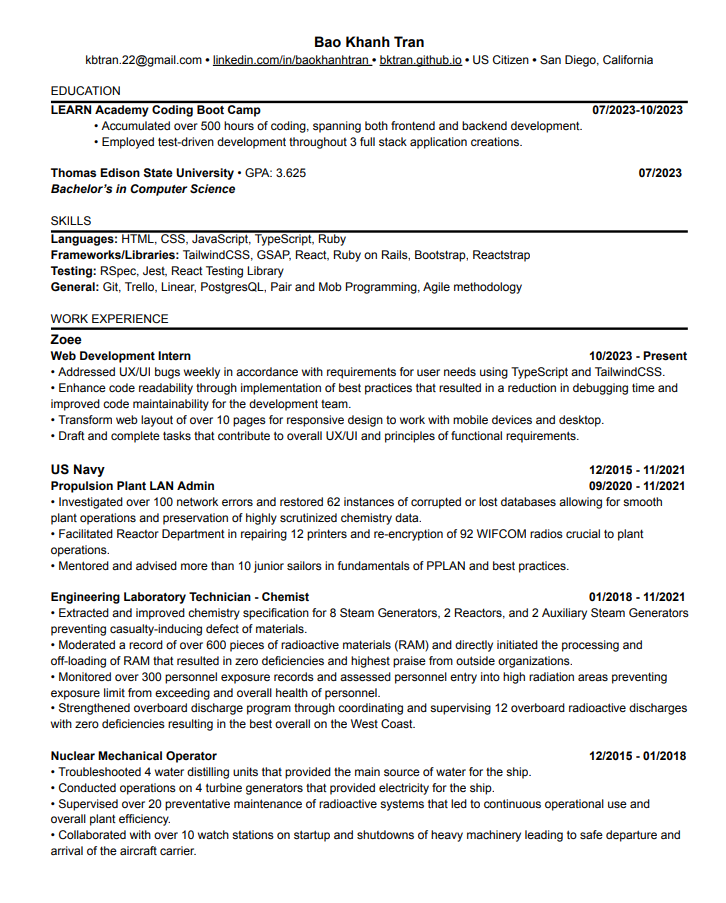 Bao Khanh Tran
kbtran.22@gmail.com • linkedin.com/in/baokhanhtran • bktran.github.io • US Citizen • San Diego, California
EDUCATION
LEARN Academy Coding Boot Camp 07/2023-10/2023
• Accumulated over 500 hours of coding, spanning both frontend and backend development.
• Employed test-driven development throughout 3 full stack application creations.
Thomas Edison State University • GPA: 3.625 07/2023
Bachelor's in Computer Science
SKILLS
Languages: HTML, CSS, JavaScript, TypeScript, Ruby
Frameworks/Libraries: TailwindCSS, GSAP, React, Ruby on Rails, Bootstrap, Reactstrap
Testing: RSpec, Jest, React Testing Library
General: Git, Trello, Linear, PostgresQL, Pair and Mob Programming, Agile methodology
WORK EXPERIENCE
Zoee
Web Development Intern 10/2023 - Present
• Addressed UX/UI bugs weekly in accordance with requirements for user needs using TypeScript and TailwindCSS.
• Enhance code readability through implementation of best practices that resulted in a reduction in debugging time and
improved code maintainability for the development team.
• Transform web layout of over 10 pages for responsive design to work with mobile devices and desktop.
• Draft and complete tasks that contribute to overall UX/UI and principles of functional requirements.
US Navy 12/2015 - 11/2021
Propulsion Plant LAN Admin 09/2020 - 11/2021
• Investigated over 100 network errors and restored 62 instances of corrupted or lost databases allowing for smooth
plant operations and preservation of highly scrutinized chemistry data.
• Facilitated Reactor Department in repairing 12 printers and re-encryption of 92 WIFCOM radios crucial to plant
operations.
• Mentored and advised more than 10 junior sailors in fundamentals of PPLAN and best practices.
Engineering Laboratory Technician - Chemist 01/2018 - 11/2021
• Extracted and improved chemistry specification for 8 Steam Generators, 2 Reactors, and 2 Auxiliary Steam Generators
preventing casualty-inducing defect of materials.
• Moderated a record of over 600 pieces of radioactive materials (RAM) and directly initiated the processing and
off-loading of RAM that resulted in zero deficiencies and highest praise from outside organizations.
• Monitored over 300 personnel exposure records and assessed personnel entry into high radiation areas preventing
exposure limit from exceeding and overall health of personnel.
• Strengthened overboard discharge program through coordinating and supervising 12 overboard radioactive discharges
with zero deficiencies resulting in the best overall on the West Coast.
Nuclear Mechanical Operator 12/2015 - 01/2018
• Troubleshooted 4 water distilling units that provided the main source of water for the ship.
• Conducted operations on 4 turbine generators that provided electricity for the ship.
• Supervised over 20 preventative maintenance of radioactive systems that led to continuous operational use and
overall plant efficiency.
• Collaborated with over 10 watch stations on startup and shutdowns of heavy machinery leading to safe departure and
arrival of the aircraft carrier.